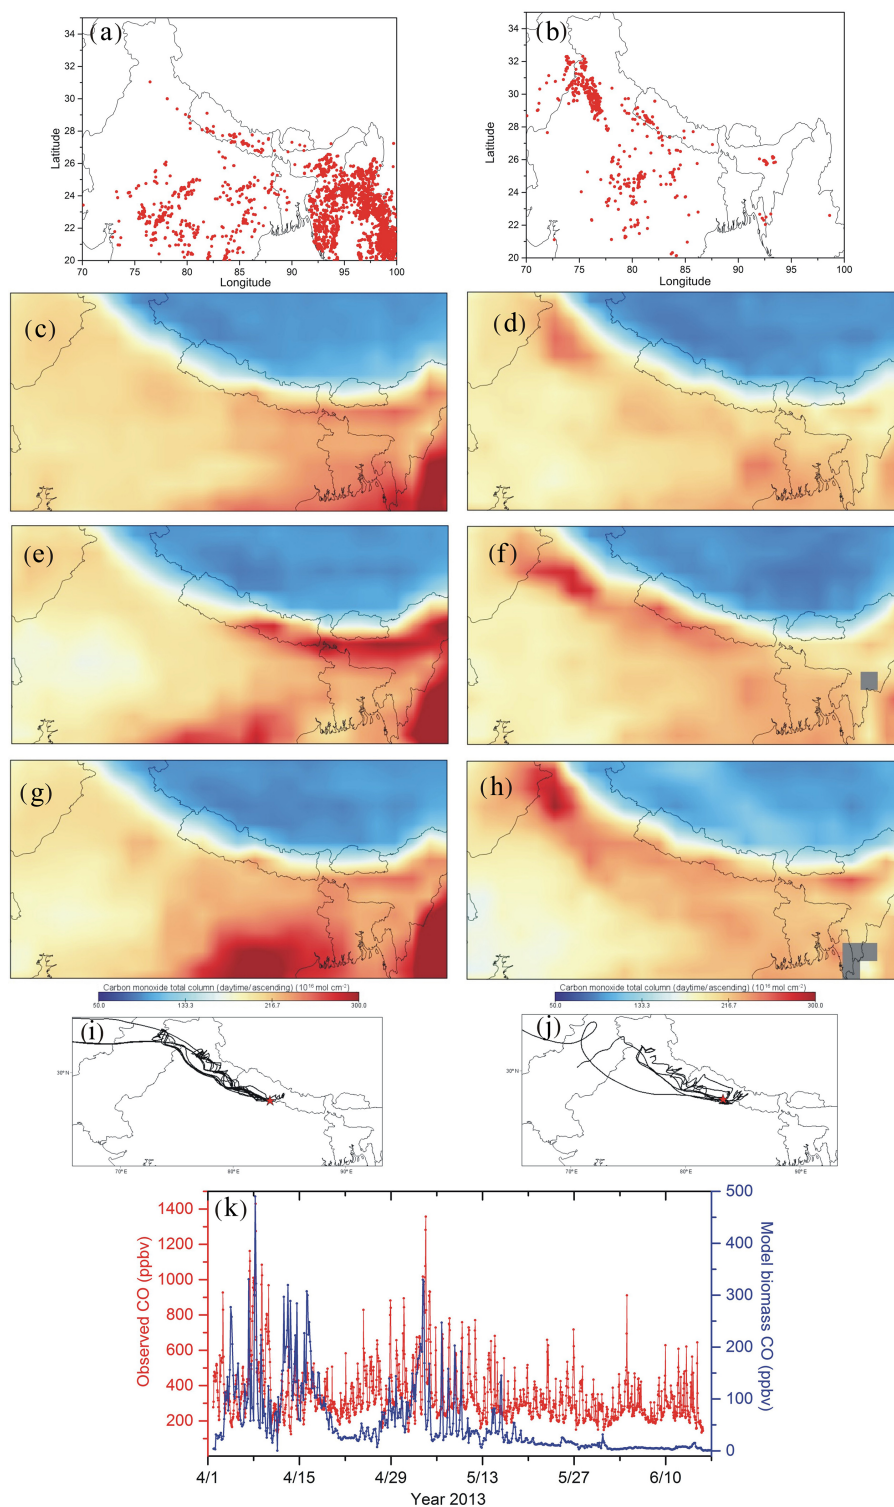 (a)
34
32
30
28
26
24
22
20
Latitude
70 75 80 85 90 95 100
Longitude
(b)
34
32
30
28
26
24
22
20
Latitude
70 75 80 85 90 95 100
Longitude
(c)
(d)
(e)
(f)
(g)
(h)
Carbon monoxide total column (daytime/ascending) (10¹⁸ mol cm⁻²)
50.0 133.3 216.7 300.0
Carbon monoxide total column (daytime/ascending) (10¹⁸ mol cm⁻²)
50.0 133.3 216.7 300.0
(i)
30°N
70°E 80°E 90°E
(j)
30°N
70°E 80°E 90°E
(k)
1400
1200
1000
800
600
400
200
Observed CO (ppbv)
500
400
300
200
100
0
Model biomass CO (ppbv)
4/1 4/15 4/29 5/13 5/27 6/10
Year 2013